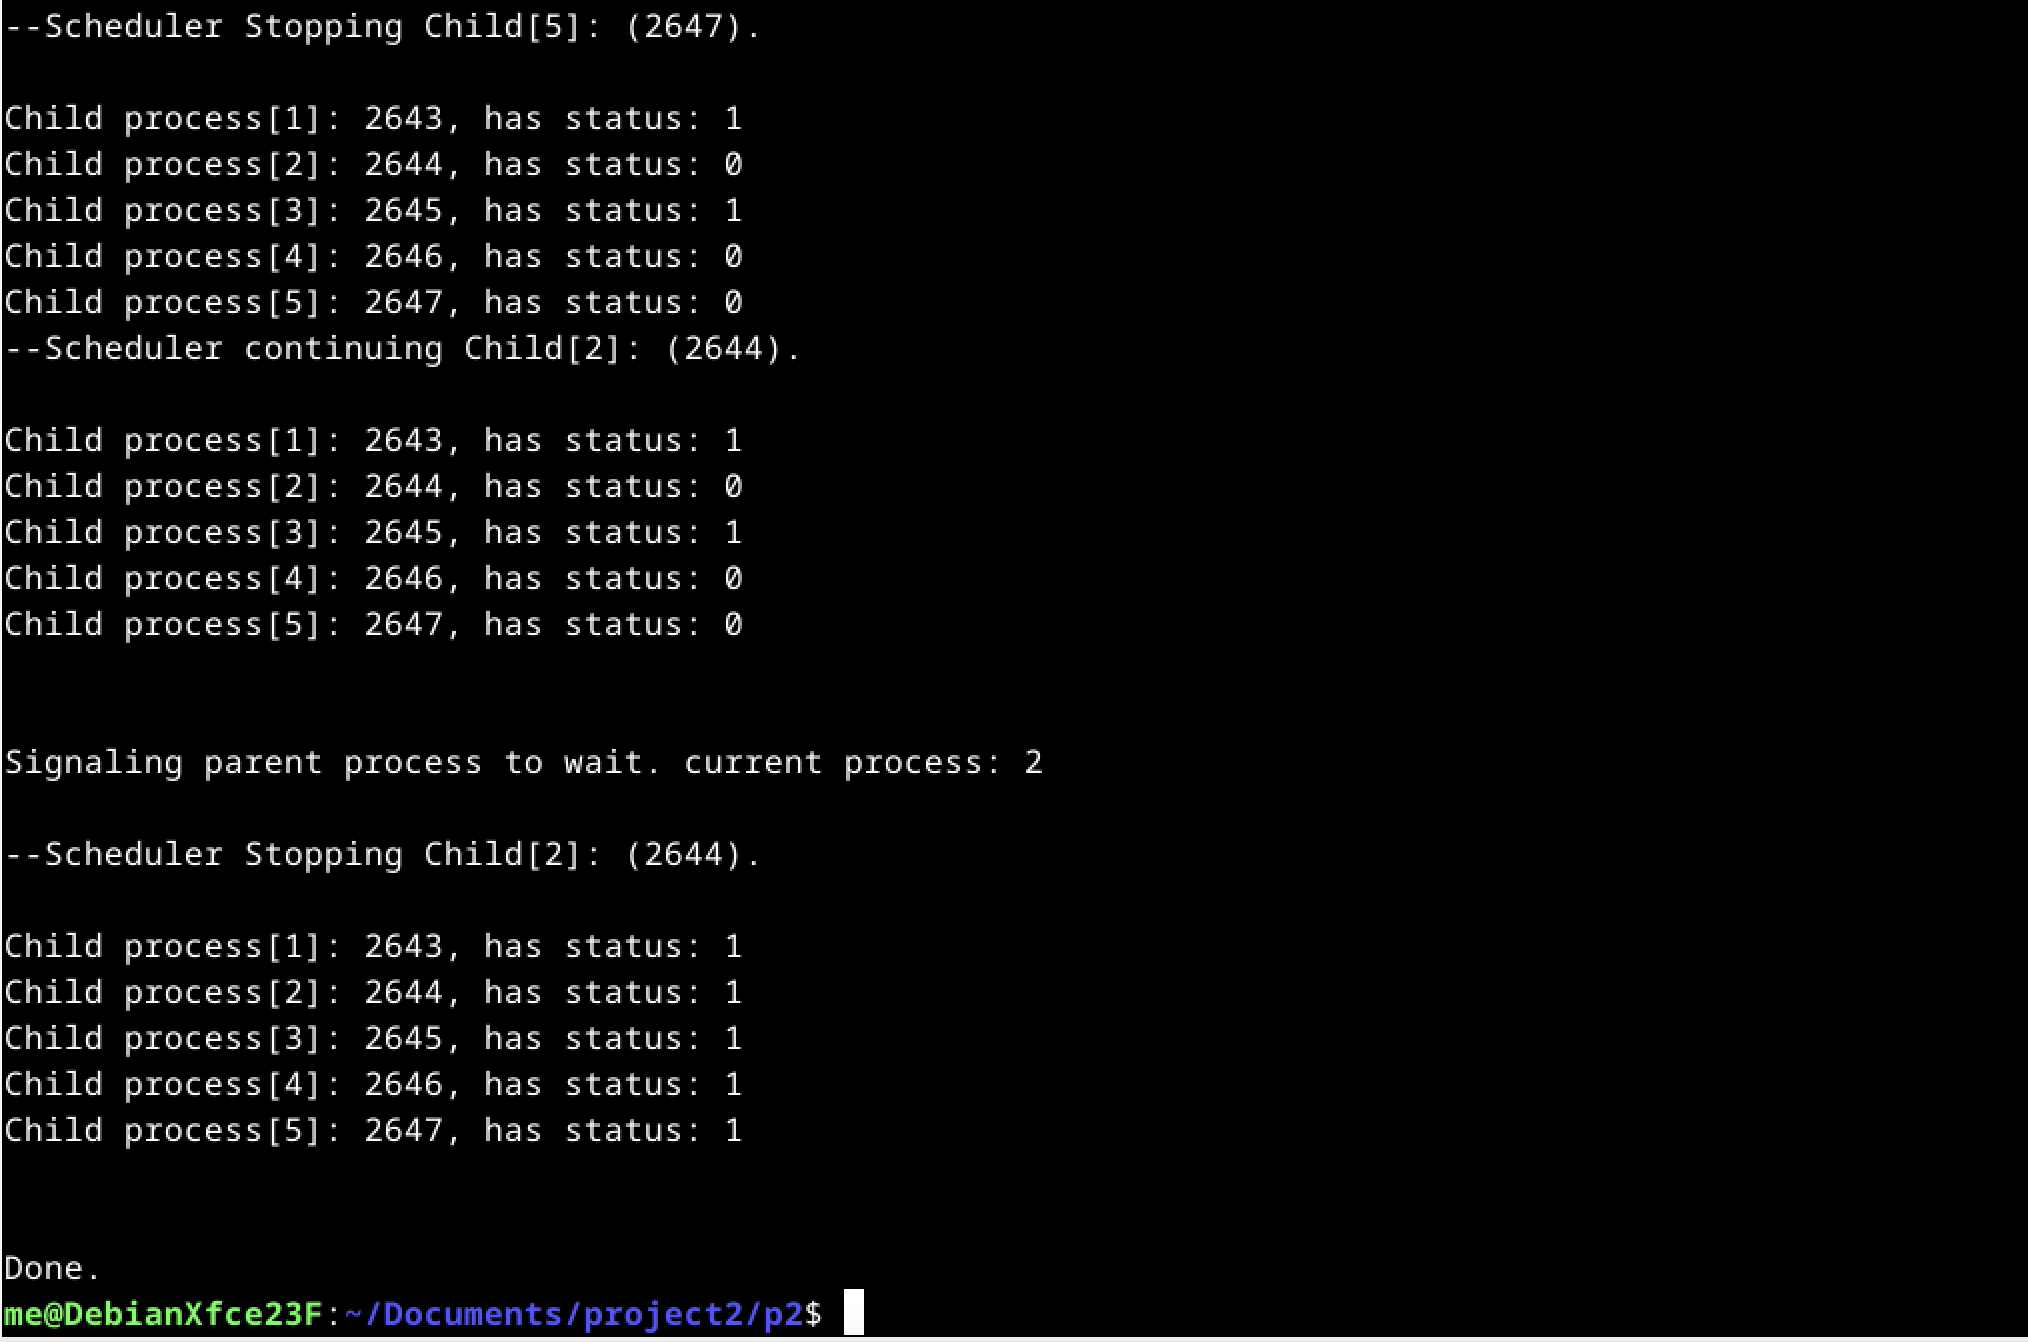 --Scheduler Stopping Child[5]: (2647).
Child process[1]: 2643, has status: 1
Child process[2]: 2644, has status: 0
Child process[3]: 2645, has status: 1
Child process[4]: 2646, has status: 0
Child process[5]: 2647, has status: 0
--Scheduler continuing Child[2]: (2644).
Child process[1]: 2643, has status: 1
Child process[2]: 2644, has status: 0
Child process[3]: 2645, has status: 1
Child process[4]: 2646, has status: 0
Child process[5]: 2647, has status: 0
Signaling parent process to wait. current process: 2
--Scheduler Stopping Child[2]: (2644).
Child process[1]: 2643, has status: 1
Child process[2]: 2644, has status: 1
Child process[3]: 2645, has status: 1
Child process[4]: 2646, has status: 1
Child process[5]: 2647, has status: 1
Done.
me@DebianXfce23F:~/Documents/project2/p2$